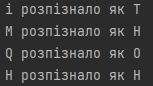 і розпізнало як Т
М розпізнало як Н
Q розпізнало як О
Н розпізнало як Н